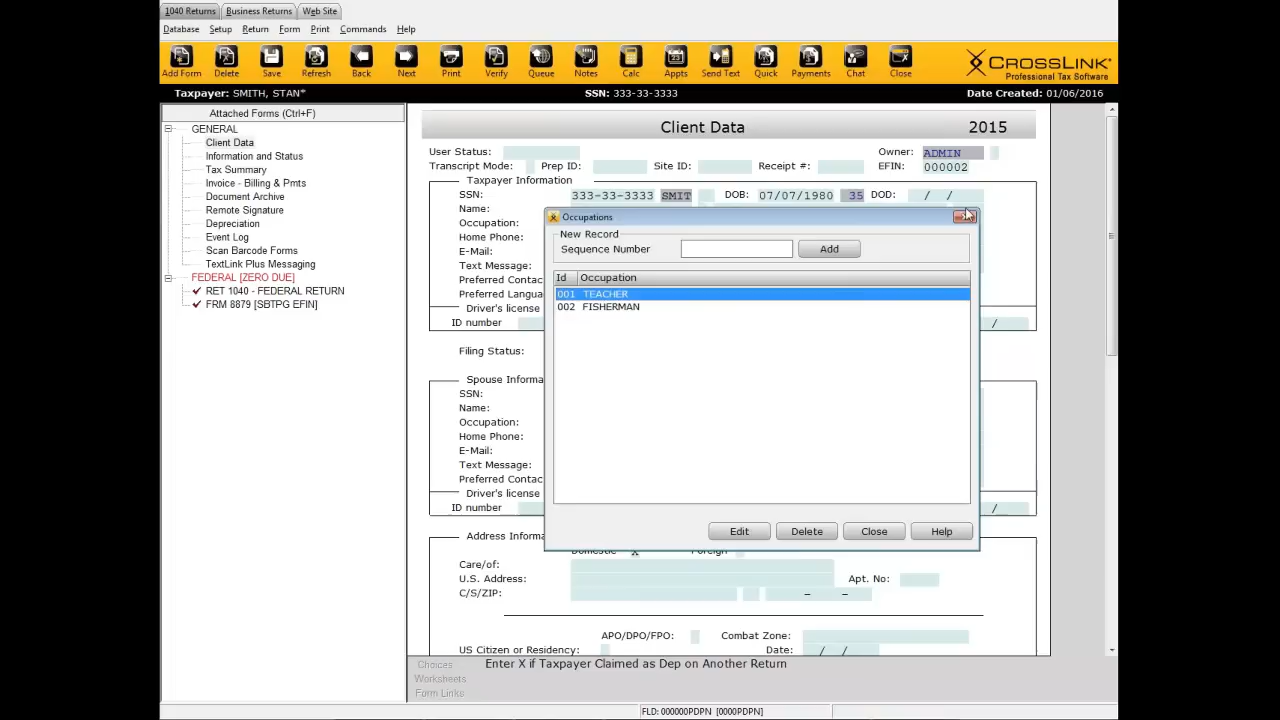 1040 Returns Business Returns Web Site
Database Setup Return Form Print Commands Help
Add Form Delete Save Refresh Back Next Print Verify Queue Notes Calc Appts Send Text Quick Payments Chat Close
CROSSLINK
Professional Tax Software
Taxpayer: SMITH, STAN* SSN: 333-33-3333 Date Created: 01/06/2016
Attached Forms (Ctrl+F)
GENERAL
Client Data
Information and Status
Tax Summary
Invoice - Billing & Pmts
Document Archive
Remote Signature
Depreciation
Event Log
Scan Barcode Forms
TextLink Plus Messaging
FEDERAL [ZERO DUE]
RET 1040 - FEDERAL RETURN
FRM 8879 [SBTPG EFIN]
Client Data 2015
User Status: Owner: ADMIN
Transcript Mode: Prep ID: Site ID: Receipt #: EFIN: 000002
Taxpayer Information
SSN: 333-33-3333 SMIT DOB: 07/07/1980 35 DOD: / /
Name:
Occupation:
Home Phone:
E-Mail:
Text Message:
Preferred Contac
Preferred Langua
Driver's license
ID number /
Filing Status:
Spouse Informa
SSN:
Name:
Occupation:
Home Phone:
E-Mail:
Text Message:
Preferred Contac
Driver's license
ID number /
Occupations
New Record
Sequence Number Add
Id Occupation
001 TEACHER
002 FISHERMAN
Edit Delete Close Help
Address Informa
Domestic X Foreign
Care/of:
U.S. Address: Apt. No:
C/S/ZIP: – –
APO/DPO/FPO: Combat Zone:
US Citizen or Residency: Date: / /
Choices Enter X if Taxpayer Claimed as Dep on Another Return
Worksheets
Form Links
FLD: 000000PDPN [0000PDPN]